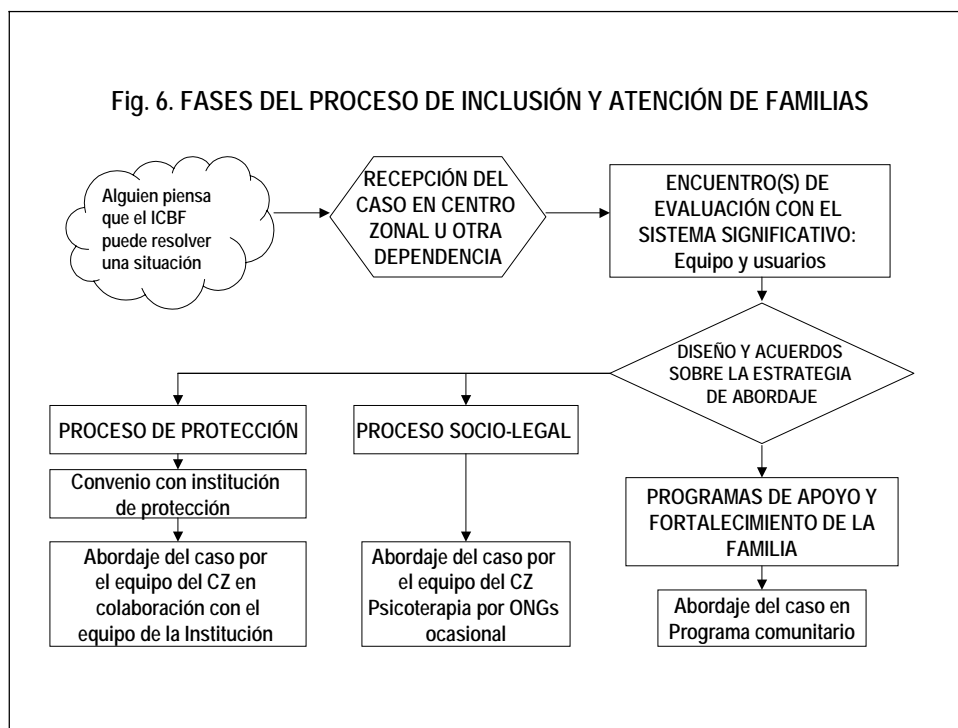 Fig. 6. FASES DEL PROCESO DE INCLUSIÓN Y ATENCIÓN DE FAMILIAS
Alguien piensa
que el ICBF
puede resolver
una situación
RECEPCIÓN DEL
CASO EN CENTRO
ZONAL U OTRA
DEPENDENCIA
ENCUENTRO(S) DE
EVALUACIÓN CON EL
SISTEMA SIGNIFICATIVO:
Equipo y usuarios
DISEÑO Y ACUERDOS
SOBRE LA ESTRATEGIA
DE ABORDAJE
PROCESO DE PROTECCIÓN
Convenio con institución
de protección
Abordaje del caso por
el equipo del CZ en
colaboración con el
equipo de la Institución
PROCESO SOCIO-LEGAL
Abordaje del caso por
el equipo del CZ
Psicoterapia por ONGs
ocasional
PROGRAMAS DE APOYO Y
FORTALECIMIENTO DE LA
FAMILIA
Abordaje del caso en
Programa comunitario